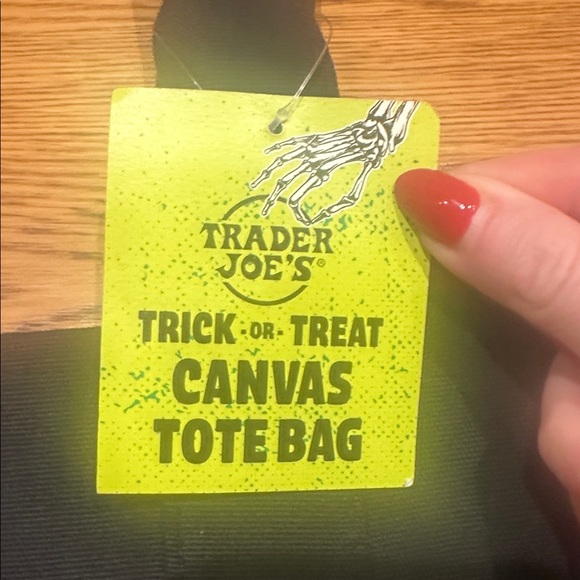 TRADER
JOE'S®
TRICK-OR-TREAT
CANVAS
TOTE BAG